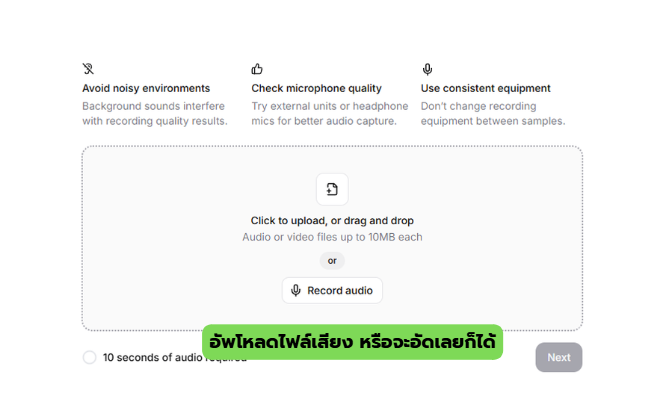 Avoid noisy environments
Background sounds interfere
with recording quality results.
Check microphone quality
Try external units or headphone
mics for better audio capture.
Use consistent equipment
Don't change recording
equipment between samples.
Click to upload, or drag and drop
Audio or video files up to 10MB each
or
Record audio
อัพโหลดไฟล์เสียง หรือจะอัดเลยก็ได้
10 seconds of audio required
Next